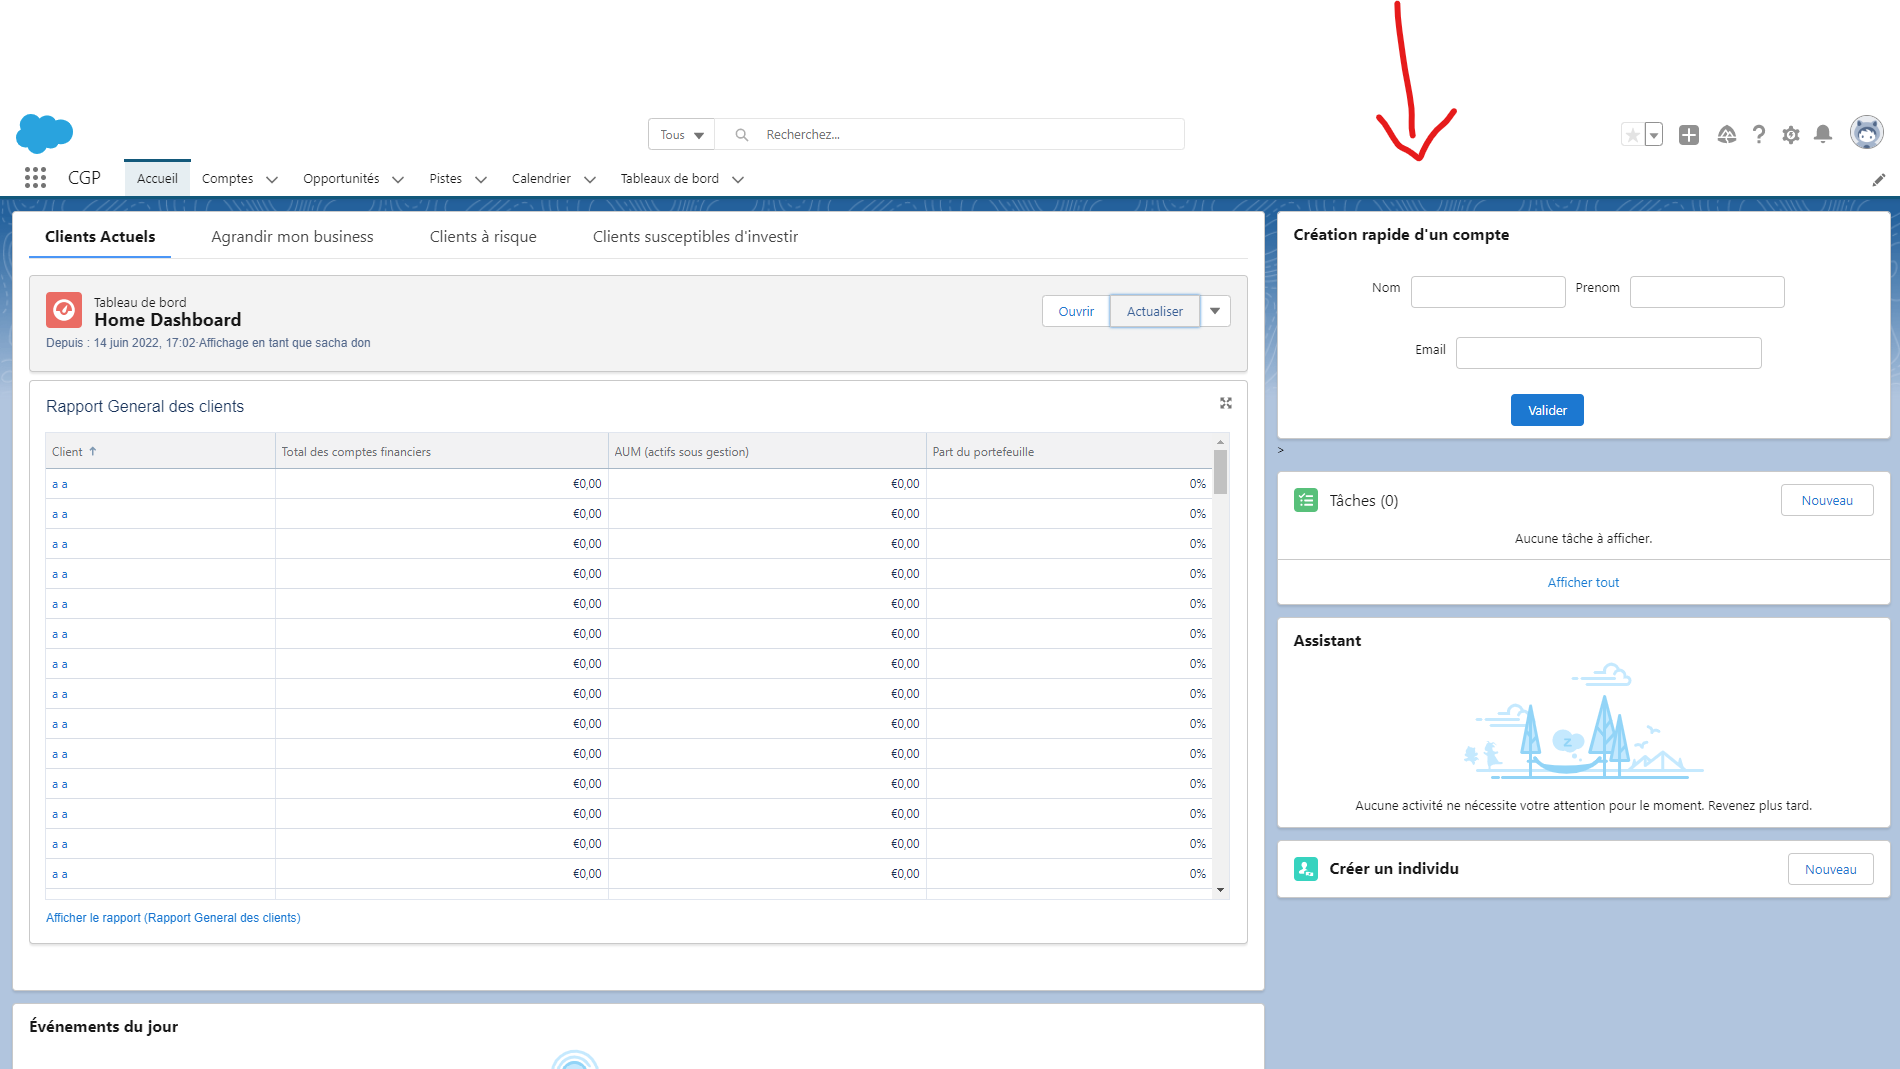 Tous
Recherchez...
CGP
Accueil
Comptes
Opportunités
Pistes
Calendrier
Tableaux de bord
Clients Actuels
Agrandir mon business
Clients à risque
Clients susceptibles d'investir
Tableau de bord
Home Dashboard
Depuis : 14 juin 2022, 17:02·Affichage en tant que sacha don
Ouvrir
Actualiser
Rapport General des clients
Client ↑ Total des comptes financiers AUM (actifs sous gestion) Part du portefeuille
a a €0,00 €0,00 0%
a a €0,00 €0,00 0%
a a €0,00 €0,00 0%
a a €0,00 €0,00 0%
a a €0,00 €0,00 0%
a a €0,00 €0,00 0%
a a €0,00 €0,00 0%
a a €0,00 €0,00 0%
a a €0,00 €0,00 0%
a a €0,00 €0,00 0%
a a €0,00 €0,00 0%
a a €0,00 €0,00 0%
a a €0,00 €0,00 0%
a a €0,00 €0,00 0%
Afficher le rapport (Rapport General des clients)
Événements du jour
Création rapide d'un compte
Nom
Prenom
Email
Valider
>
Tâches (0)
Nouveau
Aucune tâche à afficher.
Afficher tout
Assistant
z
Aucune activité ne nécessite votre attention pour le moment. Revenez plus tard.
Créer un individu
Nouveau